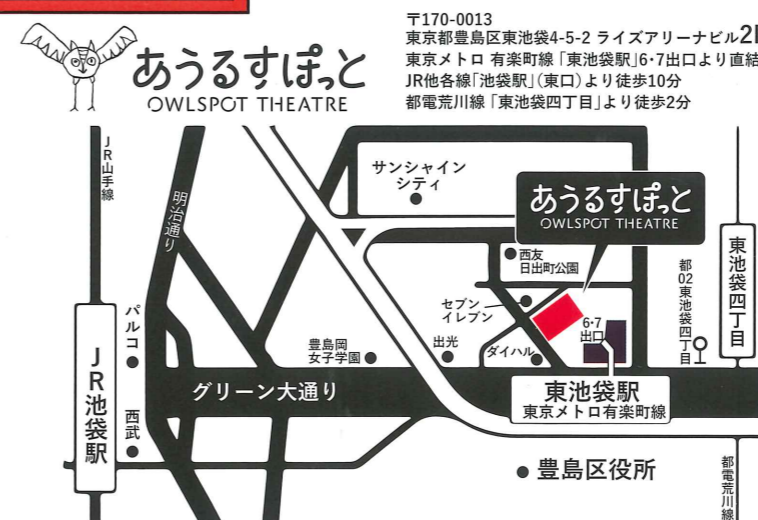 あうるすぽっと
OWLSPOT THEATRE
〒170-0013
東京都豊島区東池袋4-5-2 ライズアリーナビル2
東京メトロ 有楽町線「東池袋駅」6・7出口より直結
JR他各線「池袋駅」(東口)より徒歩10分
都電荒川線「東池袋四丁目」より徒歩2分
JR山手線
明治通り
サンシャイン
シティ
あうるすぽっと
OWLSPOT THEATRE
西友
日出町公園
都02東池袋四丁目
東池袋四丁目
セブン
イレブン
6・7
出口
パルコ
豊島岡
女子学園
出光
ダイハル
JR池袋駅
グリーン大通り
東池袋駅
東京メトロ有楽町線
西武
豊島区役所
都電荒川線